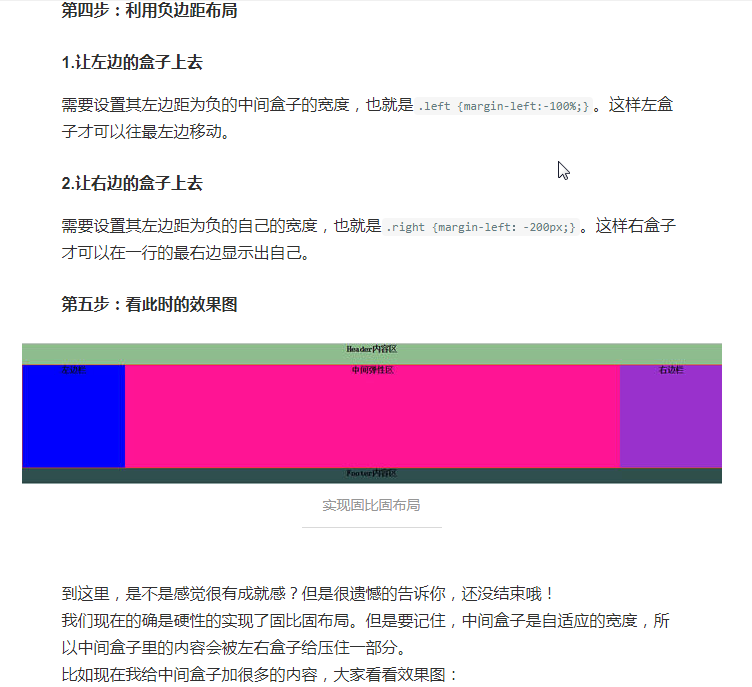 第四步：利用负边距布局
1.让左边的盒子上去
需要设置其左边距为负的中间盒子的宽度，也就是.left {margin-left:-100%;}。这样左盒
子才可以往最左边移动。
2.让右边的盒子上去
需要设置其左边距为负的自己的宽度，也就是.right {margin-left: -200px;}。这样右盒子
才可以在一行的最右边显示出自己。
第五步：看此时的效果图
Header内容区
左边栏 中间弹性区 右边栏
Footer内容区
实现固比固布局
到这里，是不是感觉很有成就感？但是很遗憾的告诉你，还没结束哦！
我们现在的确是硬性的实现了固比固布局。但是要记住，中间盒子是自适应的宽度，所
以中间盒子里的内容会被左右盒子给压住一部分。
比如现在我给中间盒子加很多的内容，大家看看效果图：